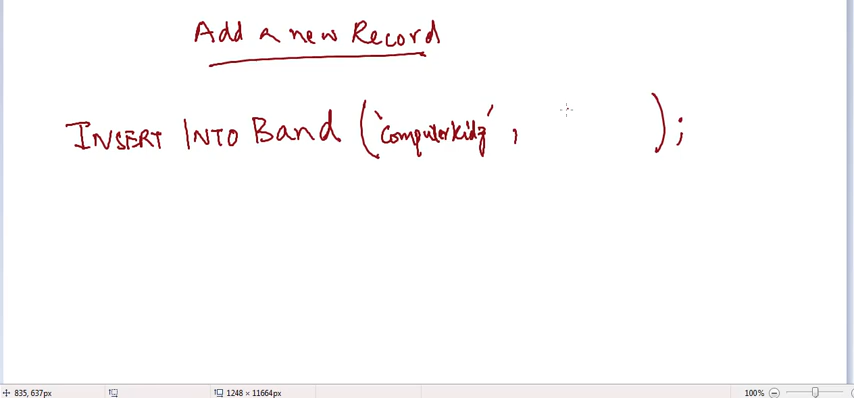 Add a new Record
INSERT INTO Band ('Computerkidz', );
835, 637px 1248 × 11664px 100%